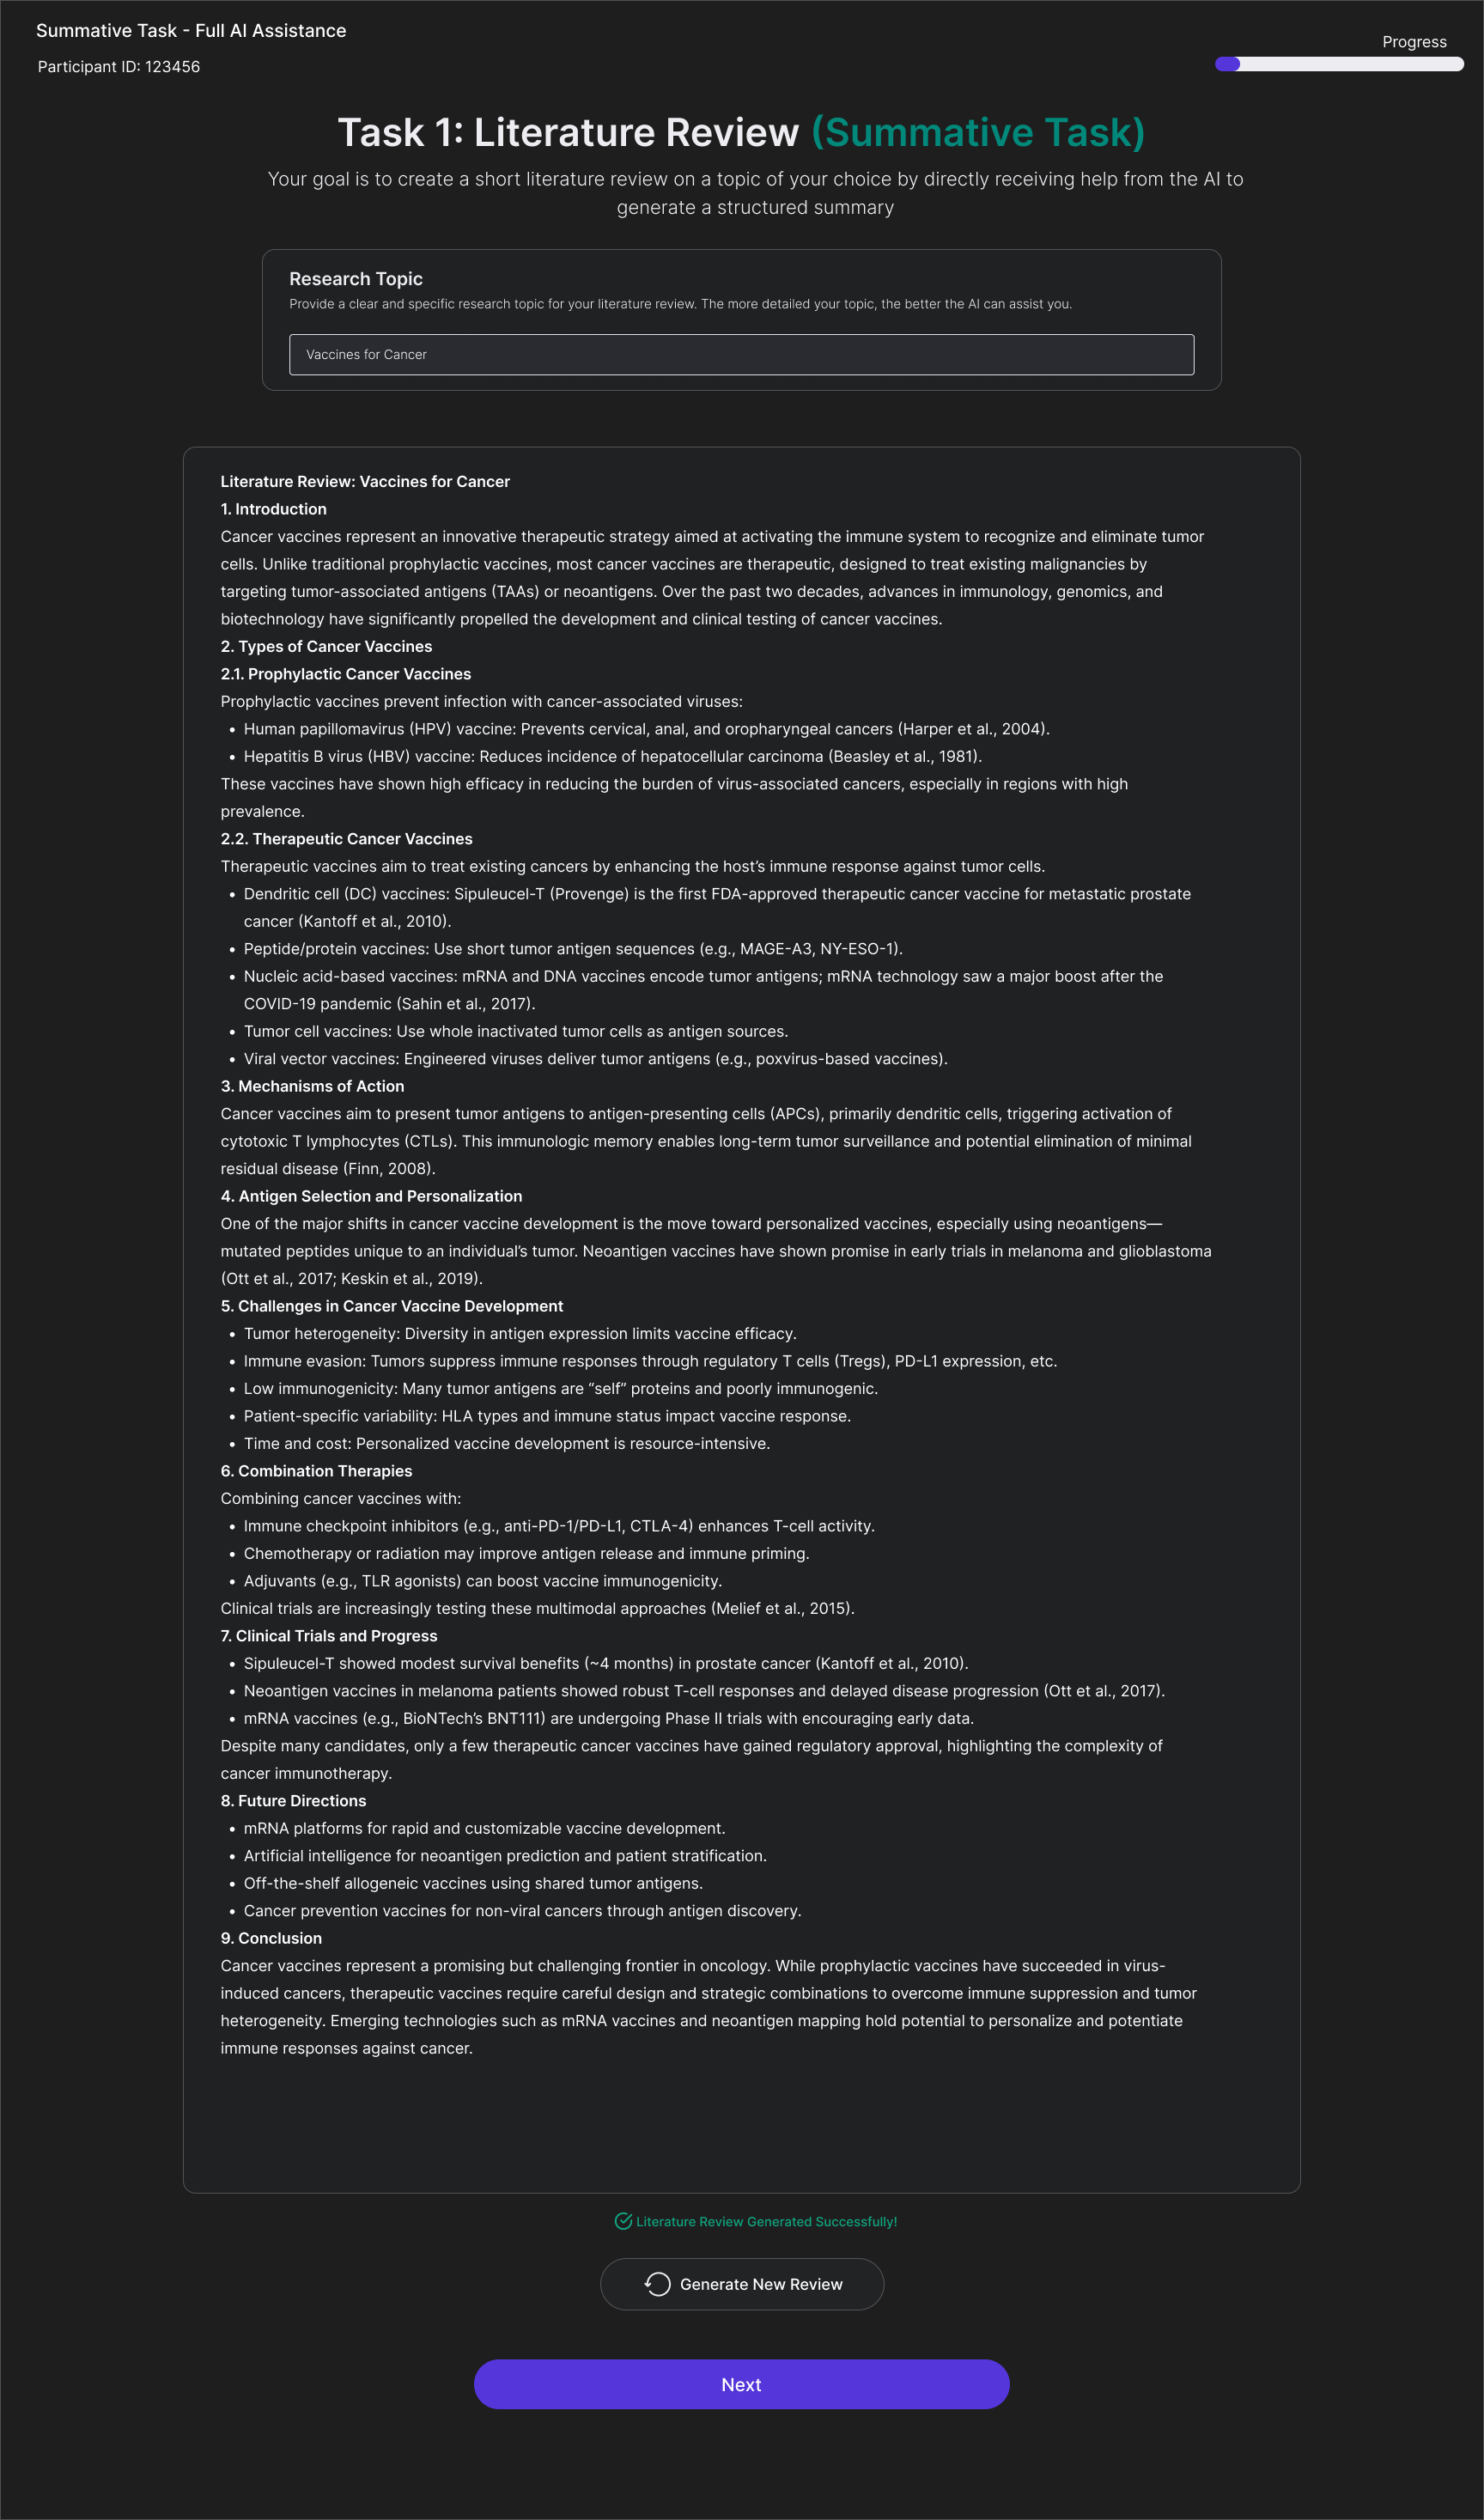 Summative Task - Full AI Assistance
Participant ID: 123456
Progress
Task 1: Literature Review (Summative Task)
Your goal is to create a short literature review on a topic of your choice by directly receiving help from the AI to
generate a structured summary
Research Topic
Provide a clear and specific research topic for your literature review. The more detailed your topic, the better the AI can assist you.
Vaccines for Cancer
Literature Review: Vaccines for Cancer
1. Introduction
Cancer vaccines represent an innovative therapeutic strategy aimed at activating the immune system to recognize and eliminate tumor
cells. Unlike traditional prophylactic vaccines, most cancer vaccines are therapeutic, designed to treat existing malignancies by
targeting tumor-associated antigens (TAAs) or neoantigens. Over the past two decades, advances in immunology, genomics, and
biotechnology have significantly propelled the development and clinical testing of cancer vaccines.
2. Types of Cancer Vaccines
2.1. Prophylactic Cancer Vaccines
Prophylactic vaccines prevent infection with cancer-associated viruses:
• Human papillomavirus (HPV) vaccine: Prevents cervical, anal, and oropharyngeal cancers (Harper et al., 2004).
• Hepatitis B virus (HBV) vaccine: Reduces incidence of hepatocellular carcinoma (Beasley et al., 1981).
These vaccines have shown high efficacy in reducing the burden of virus-associated cancers, especially in regions with high
prevalence.
2.2. Therapeutic Cancer Vaccines
Therapeutic vaccines aim to treat existing cancers by enhancing the host’s immune response against tumor cells.
• Dendritic cell (DC) vaccines: Sipuleucel-T (Provenge) is the first FDA-approved therapeutic cancer vaccine for metastatic prostate
cancer (Kantoff et al., 2010).
• Peptide/protein vaccines: Use short tumor antigen sequences (e.g., MAGE-A3, NY-ESO-1).
• Nucleic acid-based vaccines: mRNA and DNA vaccines encode tumor antigens; mRNA technology saw a major boost after the
COVID-19 pandemic (Sahin et al., 2017).
• Tumor cell vaccines: Use whole inactivated tumor cells as antigen sources.
• Viral vector vaccines: Engineered viruses deliver tumor antigens (e.g., poxvirus-based vaccines).
3. Mechanisms of Action
Cancer vaccines aim to present tumor antigens to antigen-presenting cells (APCs), primarily dendritic cells, triggering activation of
cytotoxic T lymphocytes (CTLs). This immunologic memory enables long-term tumor surveillance and potential elimination of minimal
residual disease (Finn, 2008).
4. Antigen Selection and Personalization
One of the major shifts in cancer vaccine development is the move toward personalized vaccines, especially using neoantigens—
mutated peptides unique to an individual’s tumor. Neoantigen vaccines have shown promise in early trials in melanoma and glioblastoma
(Ott et al., 2017; Keskin et al., 2019).
5. Challenges in Cancer Vaccine Development
• Tumor heterogeneity: Diversity in antigen expression limits vaccine efficacy.
• Immune evasion: Tumors suppress immune responses through regulatory T cells (Tregs), PD-L1 expression, etc.
• Low immunogenicity: Many tumor antigens are “self” proteins and poorly immunogenic.
• Patient-specific variability: HLA types and immune status impact vaccine response.
• Time and cost: Personalized vaccine development is resource-intensive.
6. Combination Therapies
Combining cancer vaccines with:
• Immune checkpoint inhibitors (e.g., anti-PD-1/PD-L1, CTLA-4) enhances T-cell activity.
• Chemotherapy or radiation may improve antigen release and immune priming.
• Adjuvants (e.g., TLR agonists) can boost vaccine immunogenicity.
Clinical trials are increasingly testing these multimodal approaches (Melief et al., 2015).
7. Clinical Trials and Progress
• Sipuleucel-T showed modest survival benefits (~4 months) in prostate cancer (Kantoff et al., 2010).
• Neoantigen vaccines in melanoma patients showed robust T-cell responses and delayed disease progression (Ott et al., 2017).
• mRNA vaccines (e.g., BioNTech’s BNT111) are undergoing Phase II trials with encouraging early data.
Despite many candidates, only a few therapeutic cancer vaccines have gained regulatory approval, highlighting the complexity of
cancer immunotherapy.
8. Future Directions
• mRNA platforms for rapid and customizable vaccine development.
• Artificial intelligence for neoantigen prediction and patient stratification.
• Off-the-shelf allogeneic vaccines using shared tumor antigens.
• Cancer prevention vaccines for non-viral cancers through antigen discovery.
9. Conclusion
Cancer vaccines represent a promising but challenging frontier in oncology. While prophylactic vaccines have succeeded in virus-
induced cancers, therapeutic vaccines require careful design and strategic combinations to overcome immune suppression and tumor
heterogeneity. Emerging technologies such as mRNA vaccines and neoantigen mapping hold potential to personalize and potentiate
immune responses against cancer.
Literature Review Generated Successfully!
Generate New Review
Next